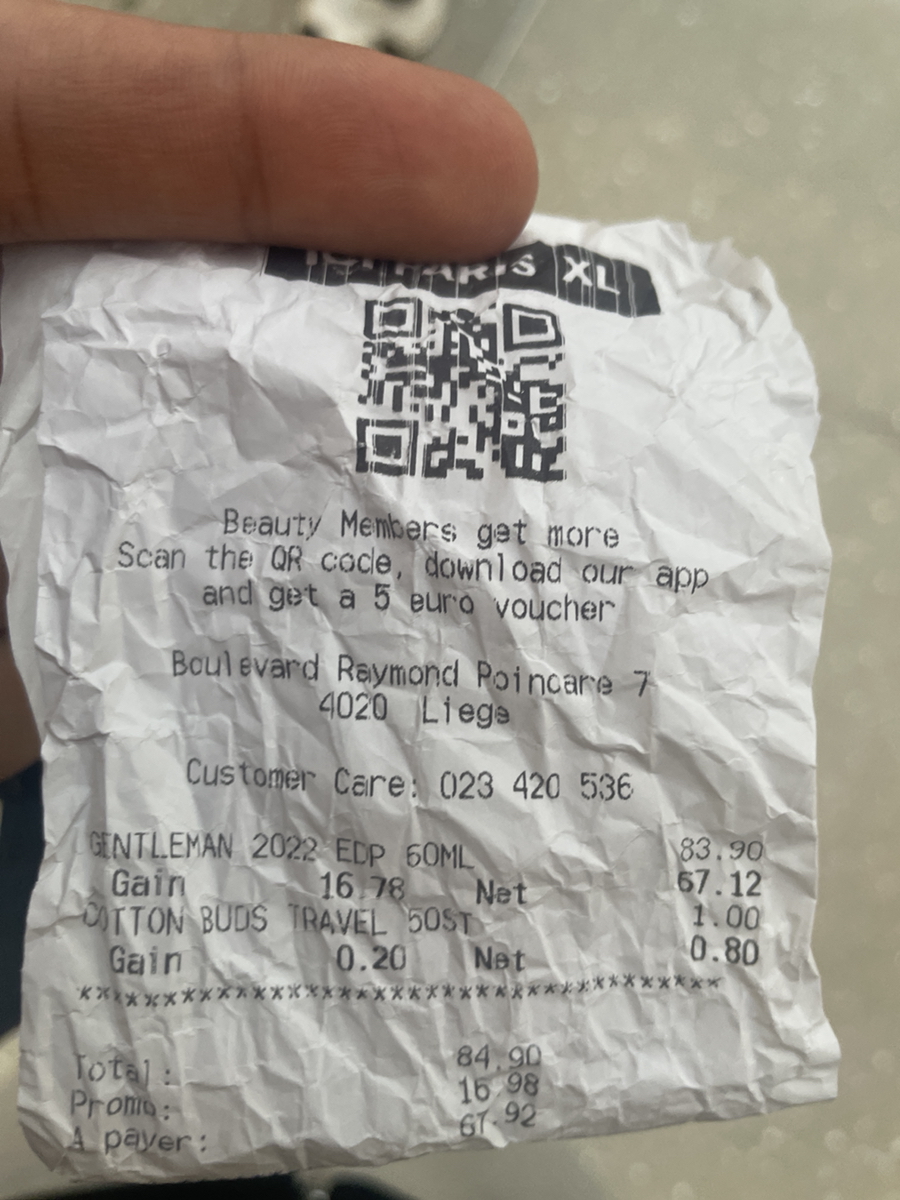 PARIS XL
Beauty Members get more
Scan the QR code, download our app
and get a 5 euro voucher
Boulevard Raymond Poincare 7
4020 Liege
Customer Care: 023 420 536
GENTLEMAN 2022 EDP 60ML 83.90
Gain 16.78 Net 67.12
COTTON BUDS TRAVEL 50ST 1.00
Gain 0.20 Net 0.80
********************************************
Total: 84.90
Promo: 16.98
A payer: 67.92